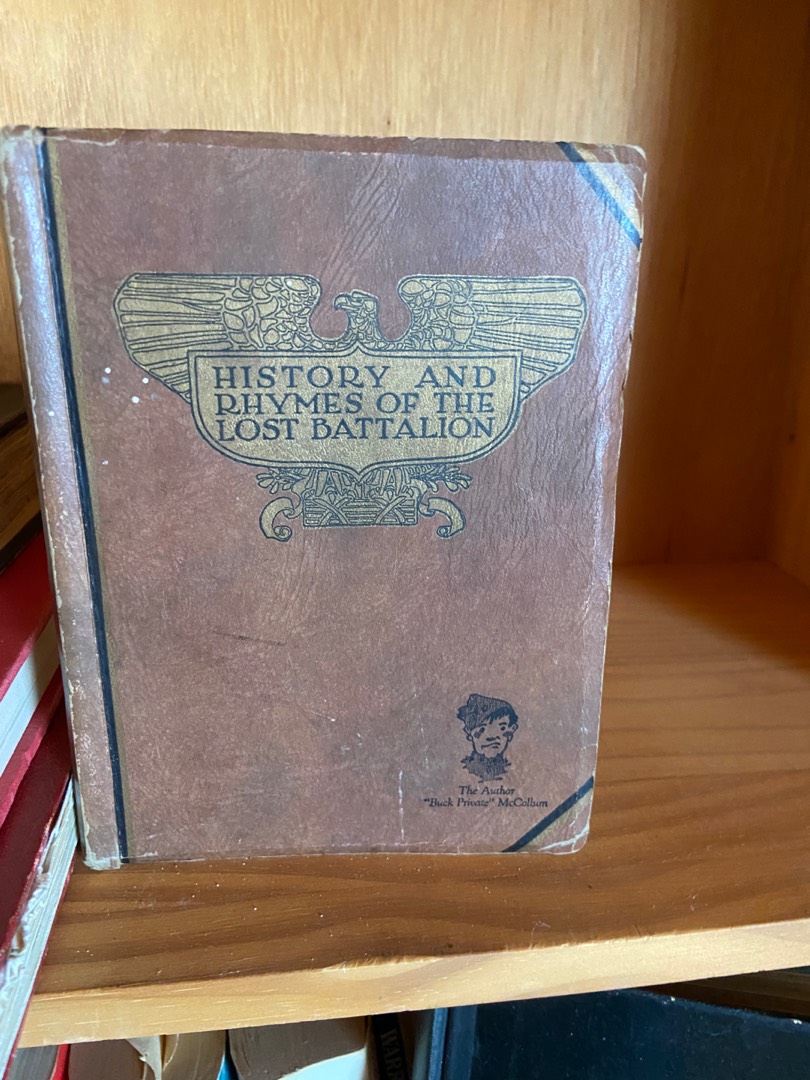 HISTORY AND
RHYMES OF THE
LOST BATTALION
The Author
"Buck Private" McCollum